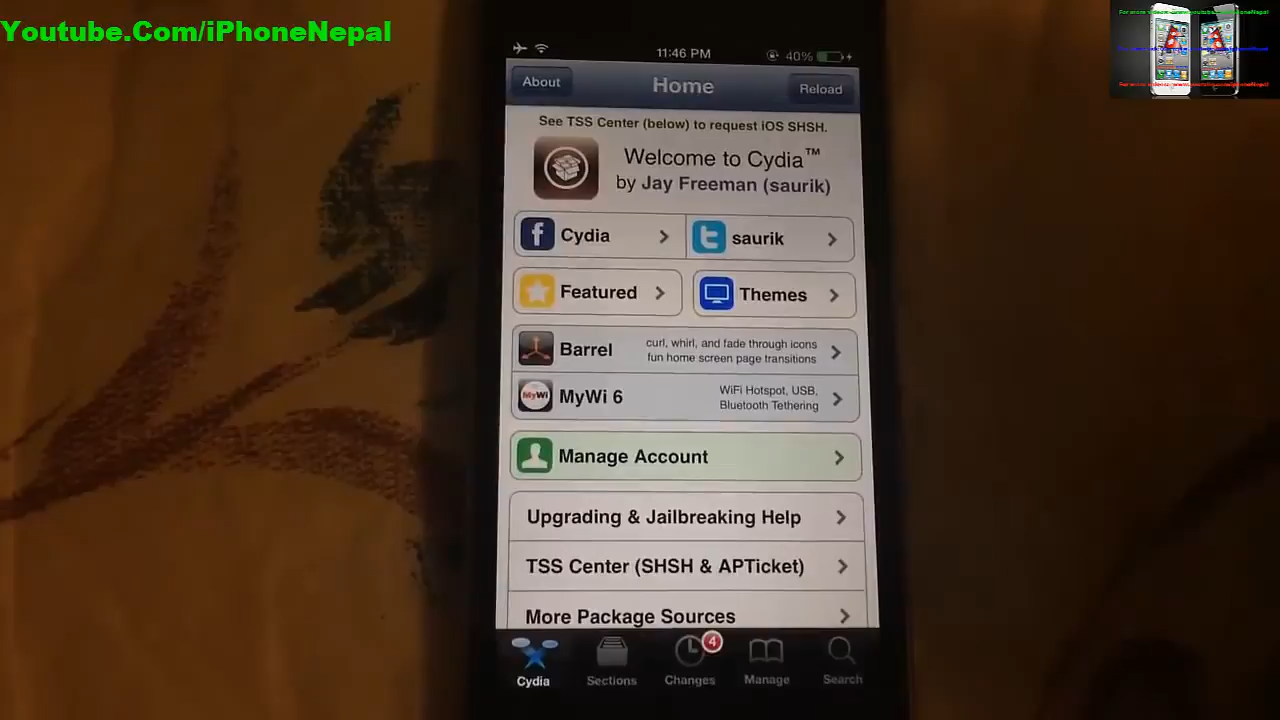 Youtube.Com/iPhoneNepal
11:46 PM
40%
About
Home
Reload
See TSS Center (below) to request iOS SHSH.
Welcome to Cydia™
by Jay Freeman (saurik)
Cydia
saurik
Featured
Themes
Barrel
curl, whirl, and fade through icons
fun home screen page transitions
MyWi
MyWi 6
WiFi Hotspot, USB,
Bluetooth Tethering
Manage Account
Upgrading & Jailbreaking Help
TSS Center (SHSH & APTicket)
More Package Sources
4
Cydia
Sections
Changes
Manage
Search